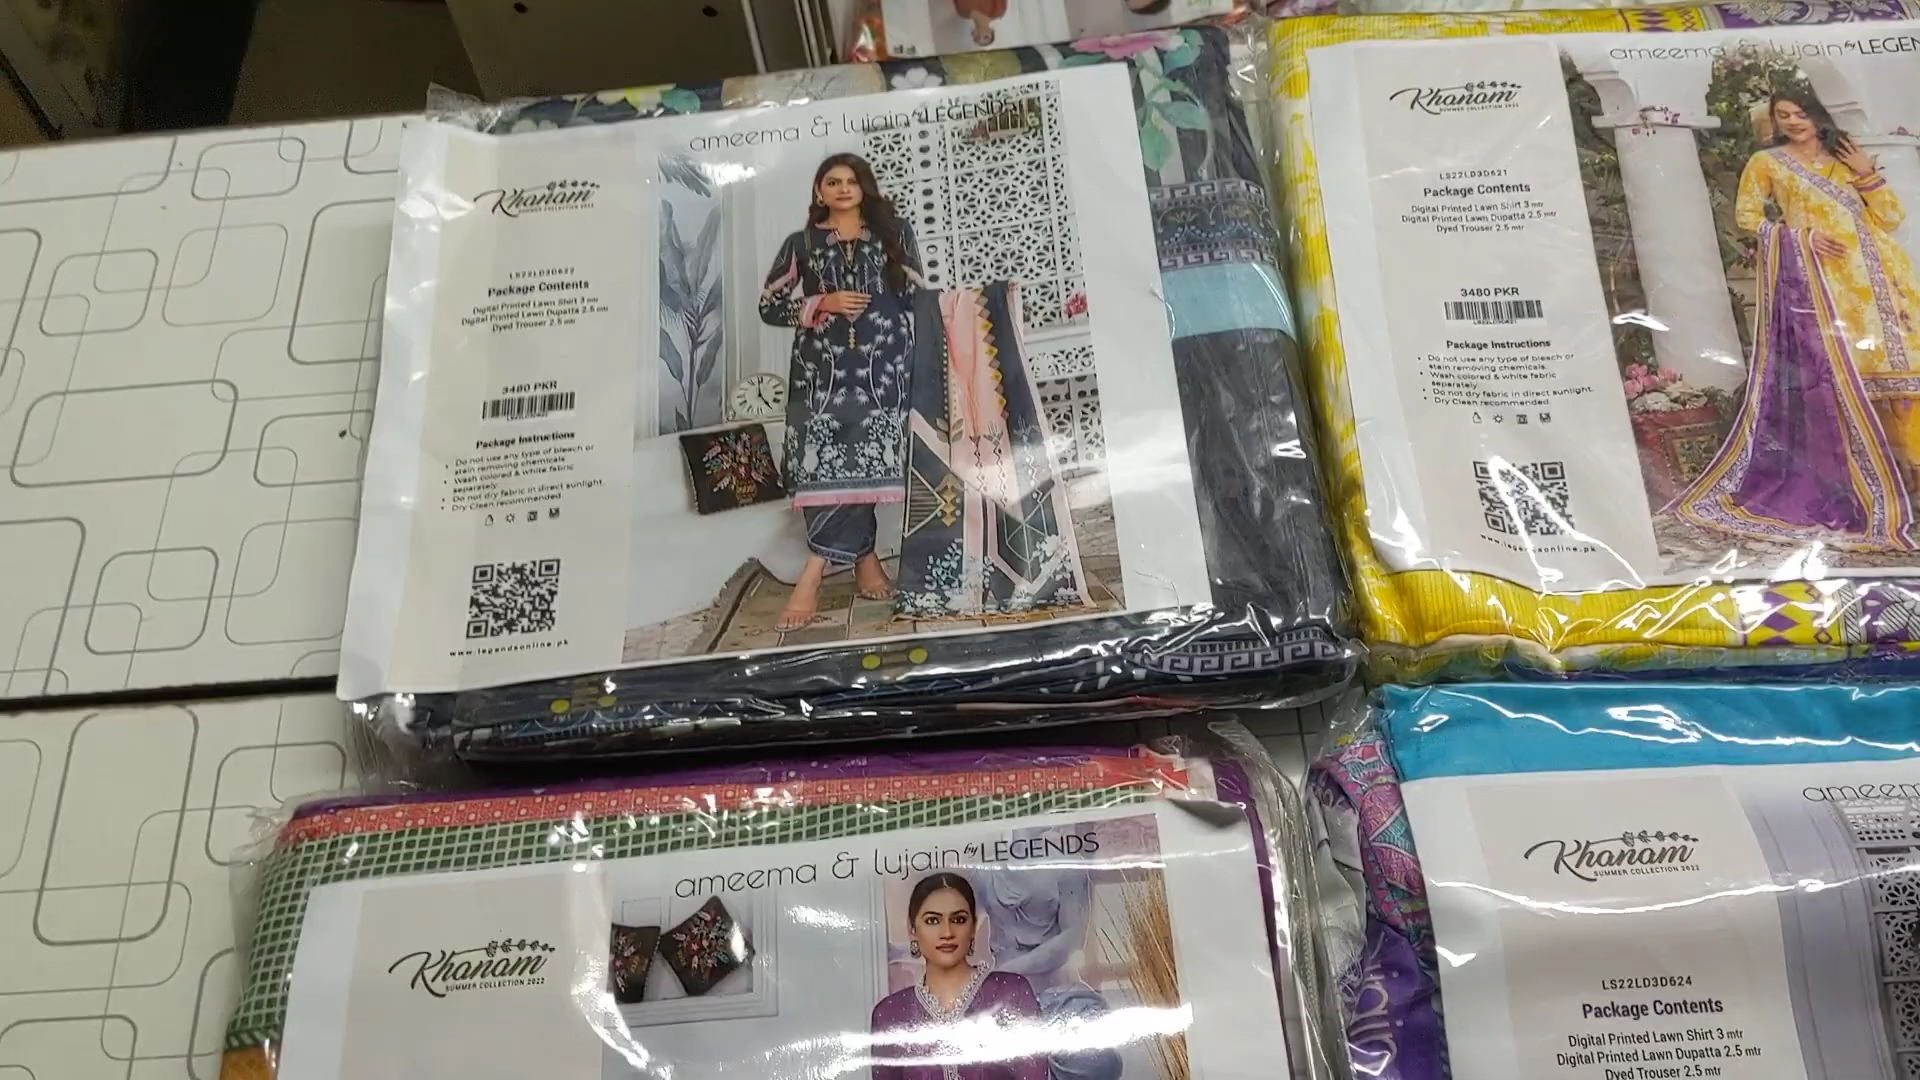 ameema & lujain by LEGENDS
Khanam
SUMMER COLLECTION 2022
LS22LD3D622
Package Contents
Digital Printed Lawn Shirt 3 mtr
Digital Printed Lawn Dupatta 2.5 mtr
Dyed Trouser 2.5 mtr
3480 PKR
Package Instructions
Do not use any type of bleach or
stain removing chemicals
Wash colored & white fabric
separately.
Do not dry fabric in direct sunlight.
Dry Clean recommended.
www.legendsonline.pk
ameema & lujain by LEGEN
Khanam
SUMMER COLLECTION 2022
LS22LD3D621
Package Contents
Digital Printed Lawn Shirt 3 mtr
Digital Printed Lawn Dupatta 2.5 mtr
Dyed Trouser 2.5 mtr
3480 PKR
LS22LD3D621
Package Instructions
Do not use any type of bleach or
stain removing chemicals.
Wash colored & white fabric
separately.
Do not dry fabric in direct sunlight.
Dry Clean recommended.
www.legendsonline.pk
ameema & lujain by LEGENDS
Khanam
SUMMER COLLECTION 2022
ameem
Khanam
SUMMER COLLECTION 2022
LS22LD3D624
Package Contents
Digital Printed Lawn Shirt 3 mtr
Digital Printed Lawn Dupatta 2.5 mtr
Dyed Trouser 2.5 mtr